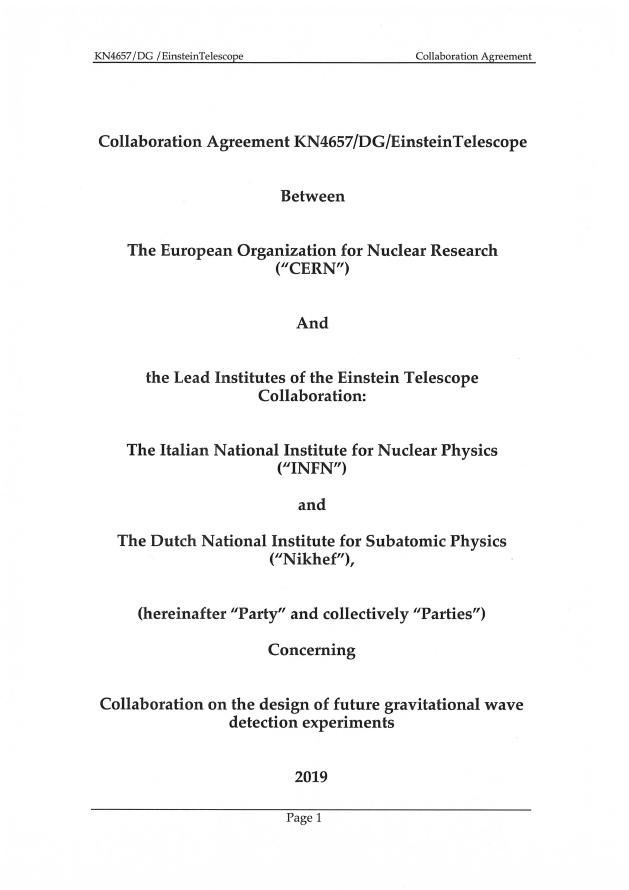 KN4657/DG /EinsteinTelescope Collaboration Agreement
Collaboration Agreement KN4657/DG/EinsteinTelescope
Between
The European Organization for Nuclear Research
("CERN")
And
the Lead Institutes of the Einstein Telescope
Collaboration:
The Italian National Institute for Nuclear Physics
("INFN")
and
The Dutch National Institute for Subatomic Physics
("Nikhef"),
(hereinafter "Party" and collectively "Parties")
Concerning
Collaboration on the design of future gravitational wave
detection experiments
2019
Page 1